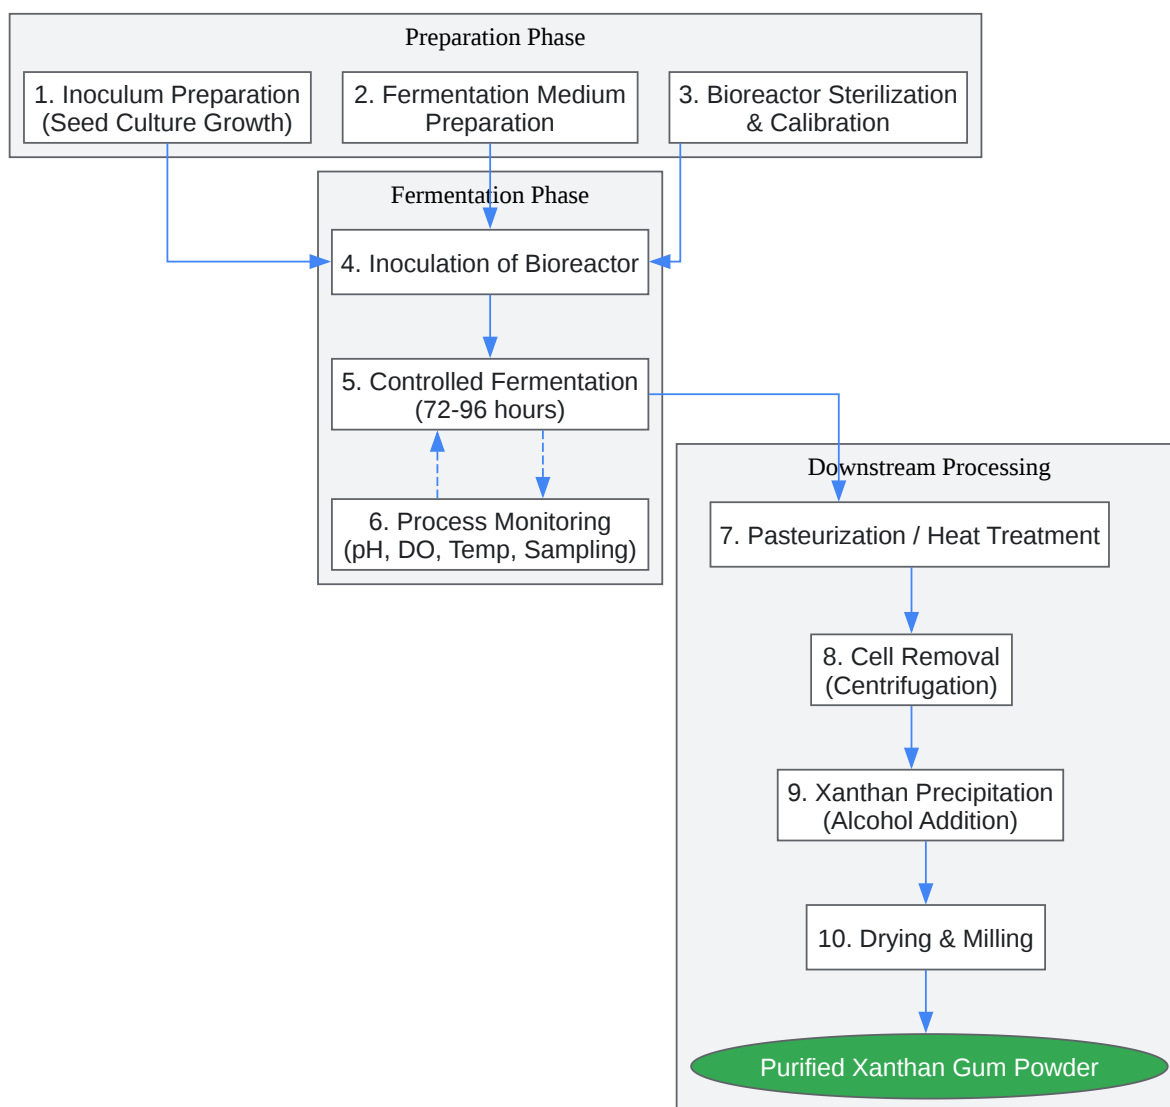 Preparation Phase
1. Inoculum Preparation
(Seed Culture Growth)
2. Fermentation Medium
Preparation
3. Bioreactor Sterilization
& Calibration
Fermentation Phase
4. Inoculation of Bioreactor
5. Controlled Fermentation
(72-96 hours)
6. Process Monitoring
(pH, DO, Temp, Sampling)
Downstream Processing
7. Pasteurization / Heat Treatment
8. Cell Removal
(Centrifugation)
9. Xanthan Precipitation
(Alcohol Addition)
10. Drying & Milling
Purified Xanthan Gum Powder